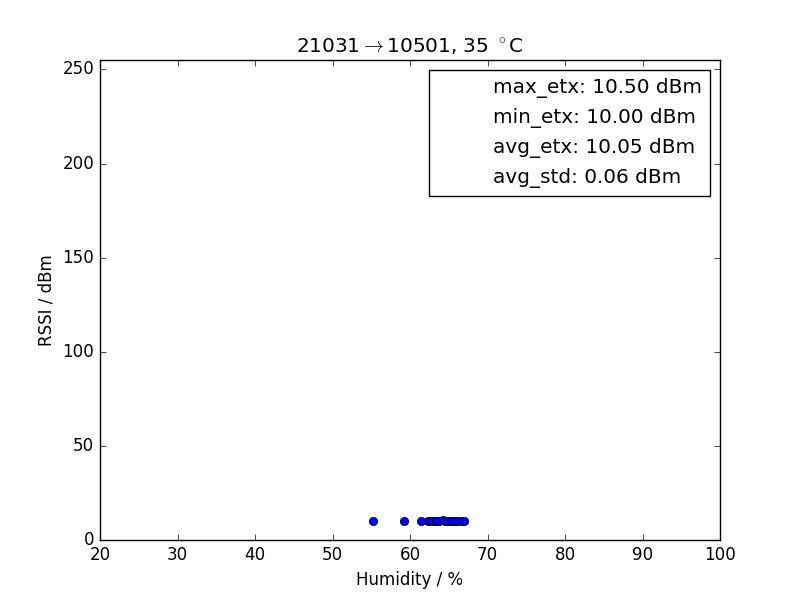 21031→10501, 35 °C
max_etx: 10.50 dBm
min_etx: 10.00 dBm
avg_etx: 10.05 dBm
avg_std: 0.06 dBm
RSSI / dBm
250
200
150
100
50
0
20 30 40 50 60 70 80 90 100
Humidity / %